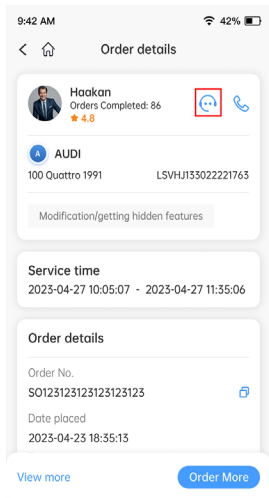 9:42 AM 42%
Order details
Haakan
Orders Completed: 86
4.8
A AUDI
100 Quattro 1991 LSVHJ133022221763
Modification/getting hidden features
Service time
2023-04-27 10:05:07 - 2023-04-27 11:35:06
Order details
Order No.
SO123123123123123123
Date placed
2023-04-23 18:35:13
View more Order More